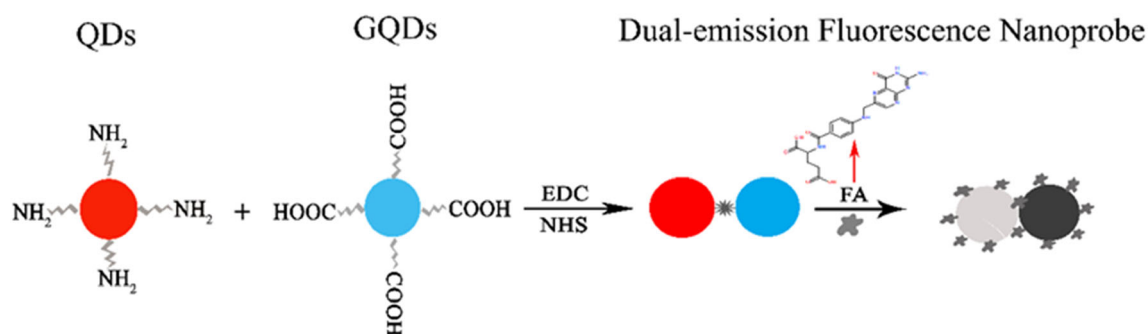 QDs
GQDs
Dual-emission Fluorescence Nanoprobe
NH2
NH2
NH2
NH2
+
COOH
HOOC
COOH
COOH
EDC
NHS
FA